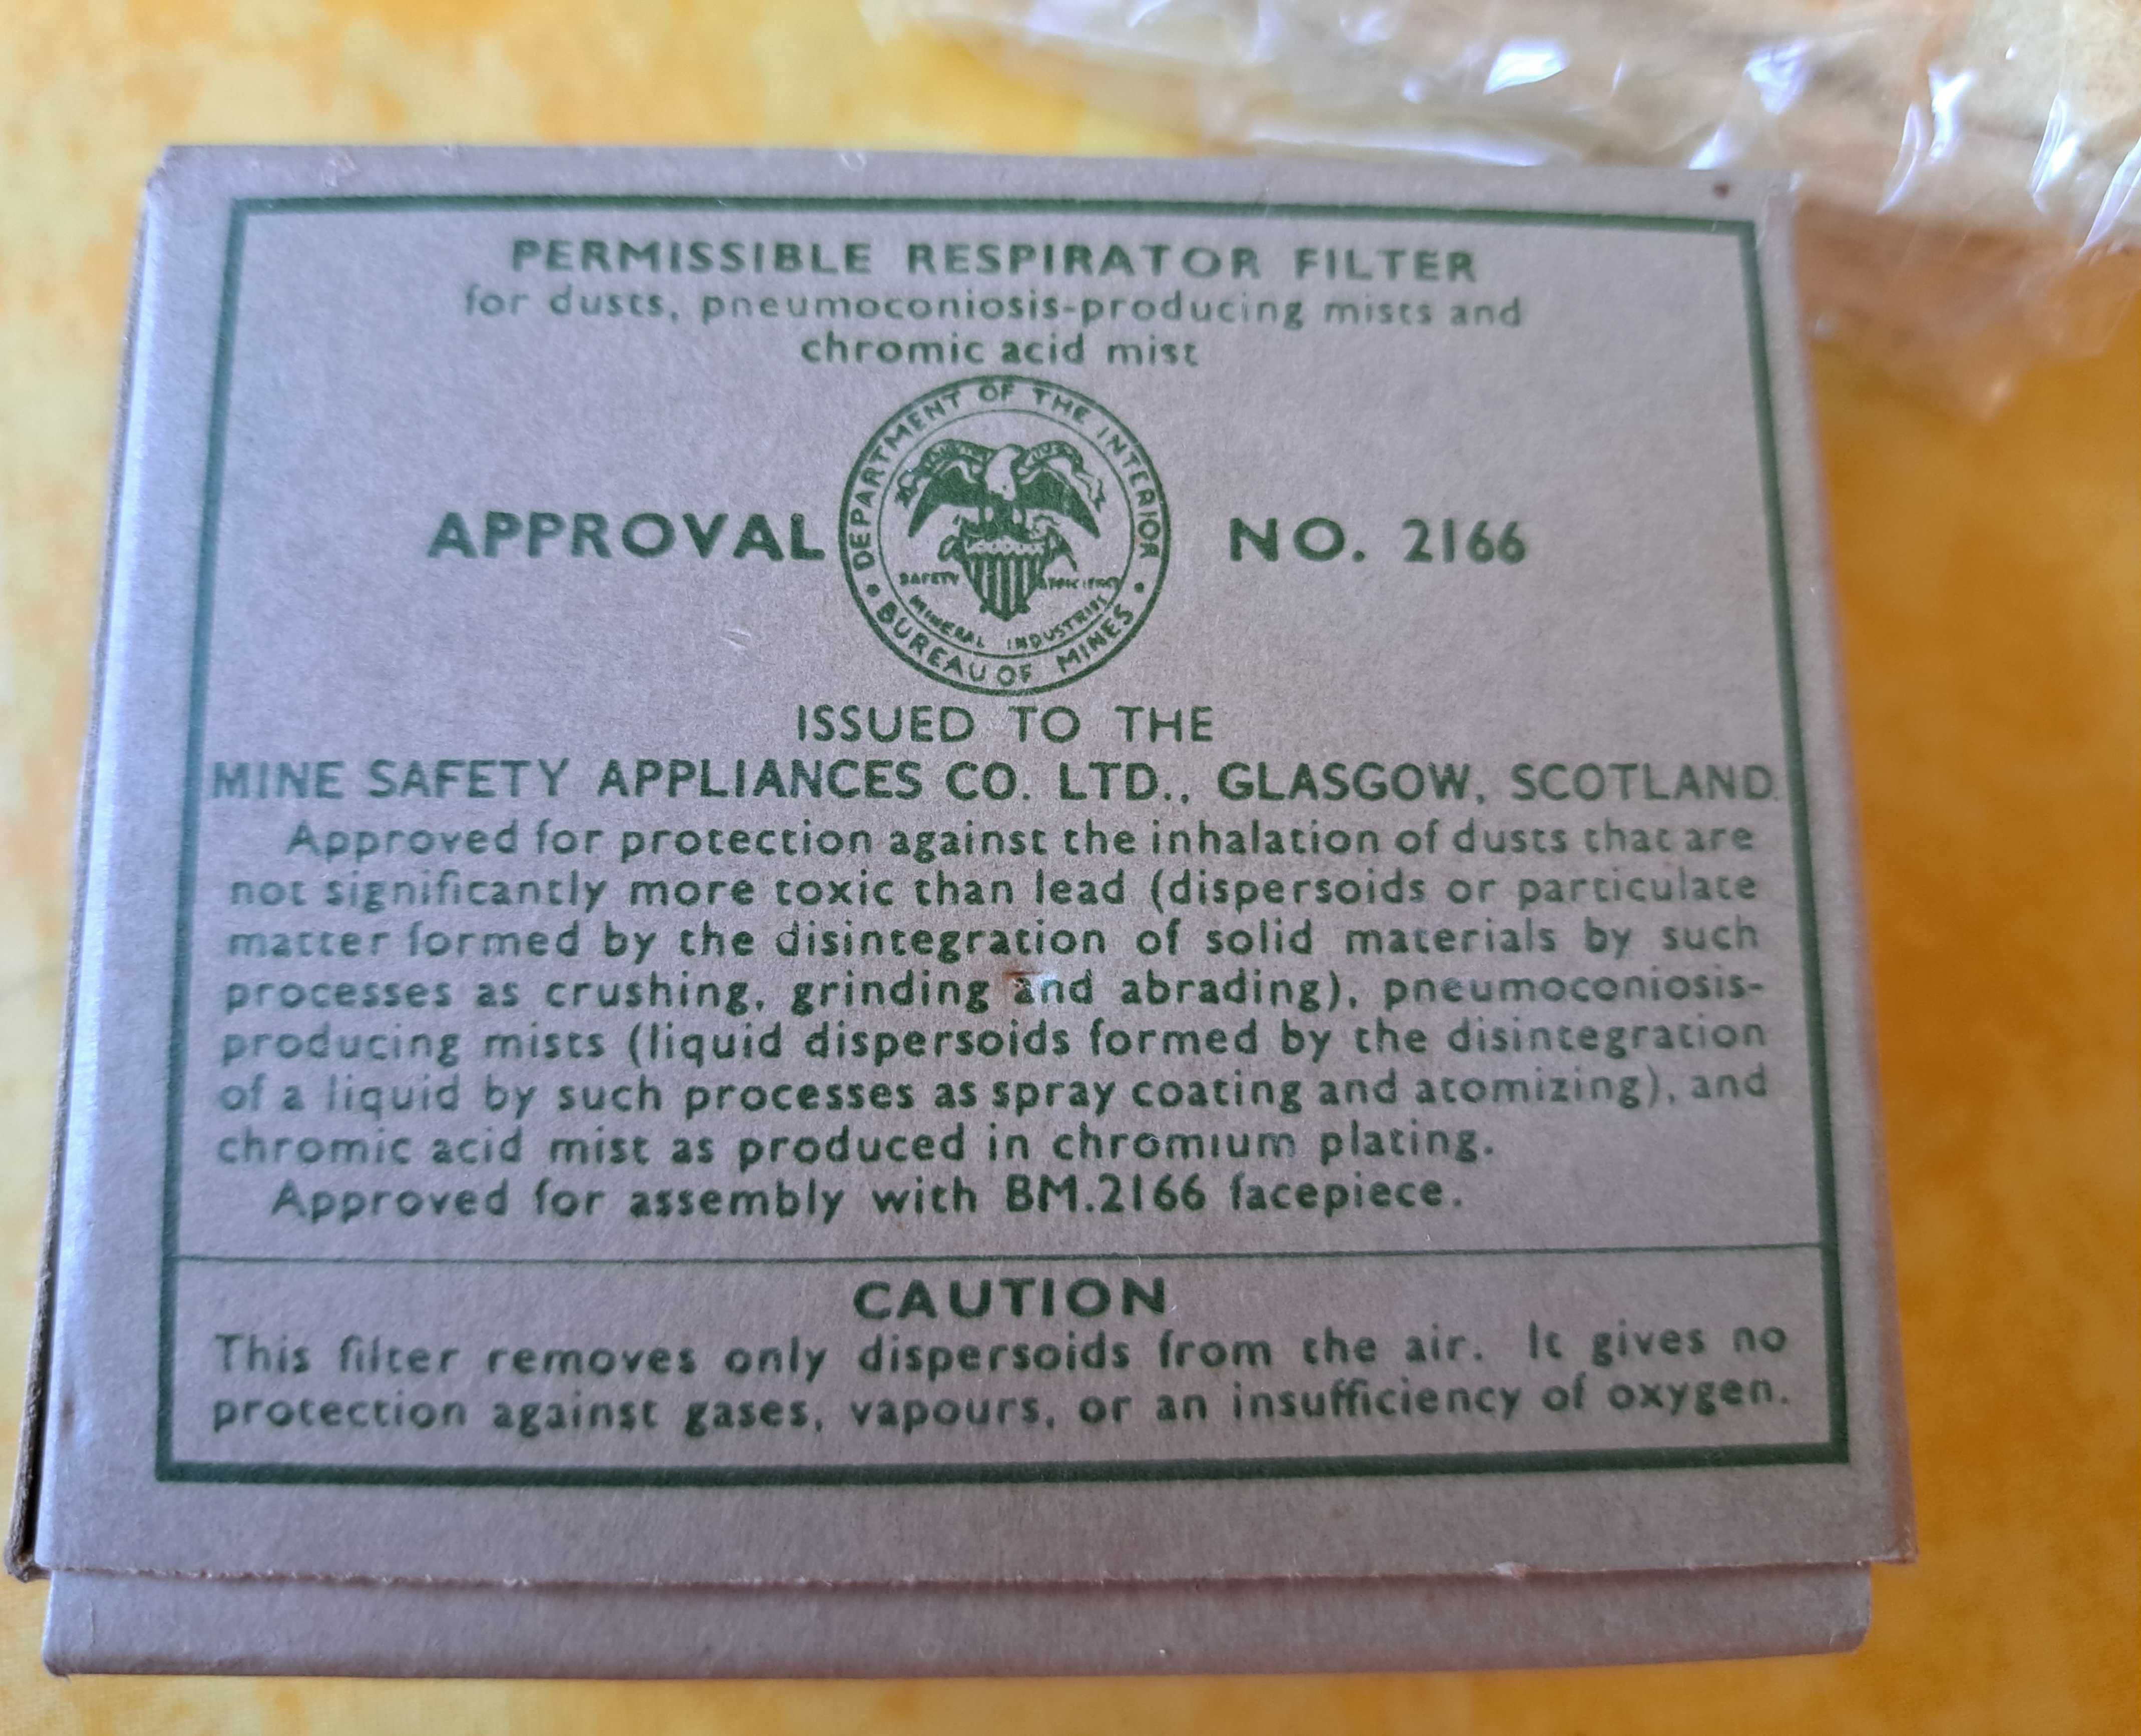 PERMISSIBLE RESPIRATOR FILTER
for dusts, pneumoconiosis-producing mists and
chromic acid mist
APPROVAL NO. 2166
DEPARTMENT OF THE INTERIOR
SAFETY
MINERAL INDUSTRIES
BUREAU OF MINES
ISSUED TO THE
MINE SAFETY APPLIANCES CO. LTD., GLASGOW, SCOTLAND.
Approved for protection against the inhalation of dusts that are
not significantly more toxic than lead (dispersoids or particulate
matter formed by the disintegration of solid materials by such
processes as crushing, grinding and abrading), pneumoconiosis-
producing mists (liquid dispersoids formed by the disintegration
of a liquid by such processes as spray coating and atomizing), and
chromic acid mist as produced in chromium plating.
Approved for assembly with BM.2166 facepiece.
CAUTION
This filter removes only dispersoids from the air. It gives no
protection against gases, vapours, or an insufficiency of oxygen.